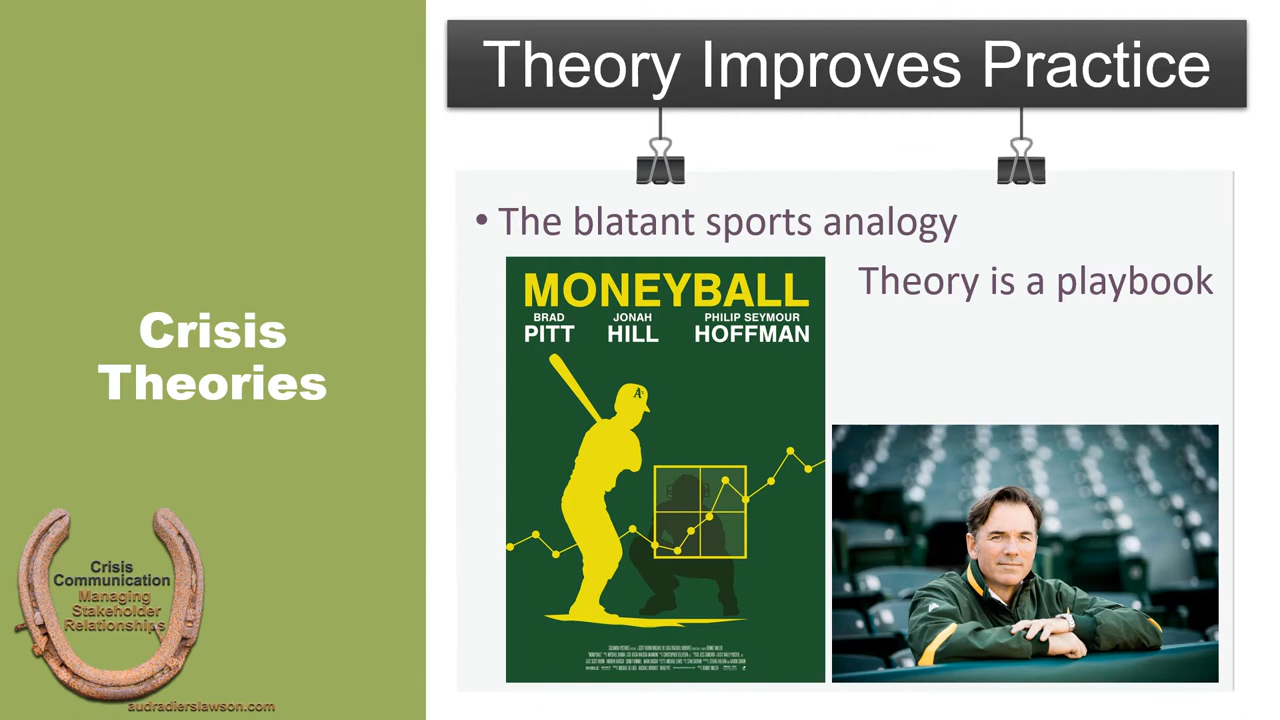 Theory Improves Practice
• The blatant sports analogy
Theory is a playbook
MONEYBALL
BRAD PITT
JONAH HILL
PHILIP SEYMOUR HOFFMAN
A's
Crisis
Theories
Crisis
Communication
Managing
Stakeholder
Relationships
audradierslawson.com